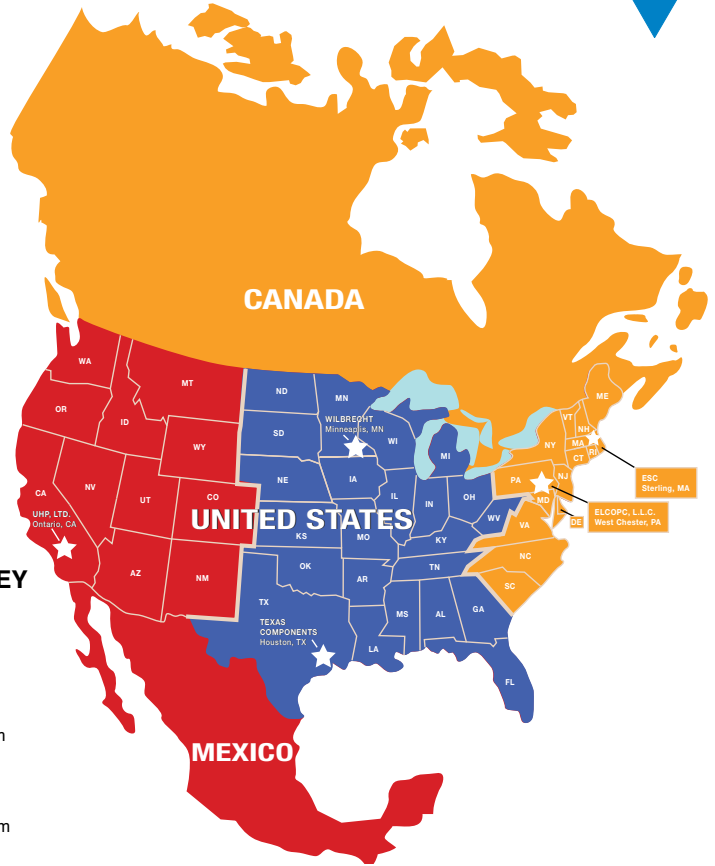 CANADA
WA
MT
ND
MN
OR
ID
SD
WILBRECHT
Minneaplis, MN
WI
MI
ME
VT
NH
NY
MA
RI
CT
WY
NE
IA
CA
NV
UT
CO
IL
IN
OH
PA
NJ
ESC
Sterling, MA
MD
DE
ELCOPC, L.L.C.
West Chester, PA
UHP, LTD.
Ontario, CA
UNITED STATES
WV
VA
KS
MO
KY
NC
AZ
NM
OK
TN
SC
EY
TX
AR
MS
AL
GA
TEXAS
COMPONENTS
Houston, TX
LA
FL
n
MEXICO
m